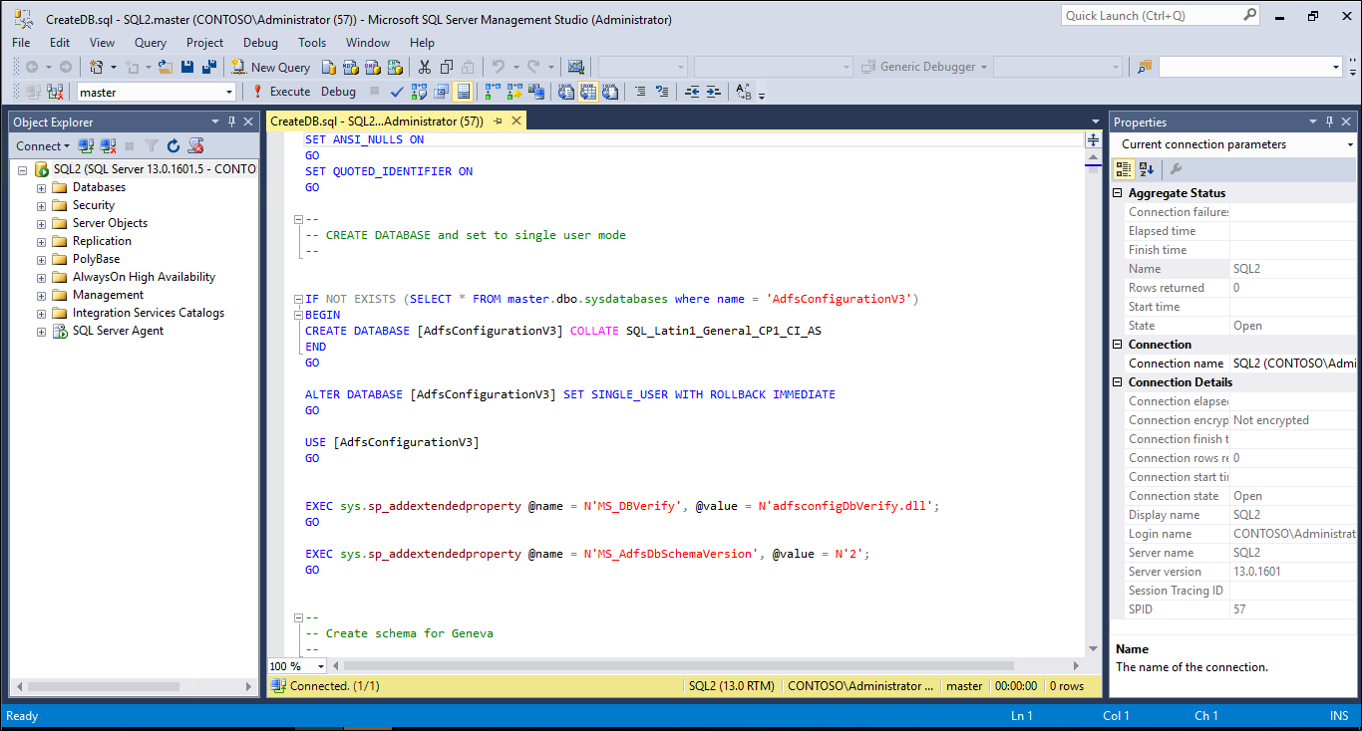 CreateDB.sql - SQL2.master (CONTOSO\Administrator (57)) - Microsoft SQL Server Management Studio (Administrator)
Quick Launch (Ctrl+Q)
File Edit View Query Project Debug Tools Window Help
New Query
Generic Debugger
master
Execute Debug
Object Explorer
Connect
SQL2 (SQL Server 13.0.1601.5 - CONTO
Databases
Security
Server Objects
Replication
PolyBase
AlwaysOn High Availability
Management
Integration Services Catalogs
SQL Server Agent
CreateDB.sql - SQL2...Administrator (57))
SET ANSI_NULLS ON
GO
SET QUOTED_IDENTIFIER ON
GO
--
-- CREATE DATABASE and set to single user mode
--
IF NOT EXISTS (SELECT * FROM master.dbo.sysdatabases where name = 'AdfsConfigurationV3')
BEGIN
CREATE DATABASE [AdfsConfigurationV3] COLLATE SQL_Latin1_General_CP1_CI_AS
END
GO
ALTER DATABASE [AdfsConfigurationV3] SET SINGLE_USER WITH ROLLBACK IMMEDIATE
GO
USE [AdfsConfigurationV3]
GO
EXEC sys.sp_addextendedproperty @name = N'MS_DBVerify', @value = N'adfsconfigDbVerify.dll';
GO
EXEC sys.sp_addextendedproperty @name = N'MS_AdfsDbSchemaVersion', @value = N'2';
GO
--
-- Create schema for Geneva
--
100 %
Connected. (1/1)
SQL2 (13.0 RTM) CONTOSO\Administrator ... master 00:00:00 0 rows
Properties
Current connection parameters
Aggregate Status
Connection failures
Elapsed time
Finish time
Name SQL2
Rows returned 0
Start time
State Open
Connection
Connection name SQL2 (CONTOSO\Admi
Connection Details
Connection elapse
Connection encryp Not encrypted
Connection finish t
Connection rows re 0
Connection start ti
Connection state Open
Display name SQL2
Login name CONTOSO\Administrat
Server name SQL2
Server version 13.0.1601
Session Tracing ID
SPID 57
Name
The name of the connection.
Ready
Ln 1 Col 1 Ch 1 INS